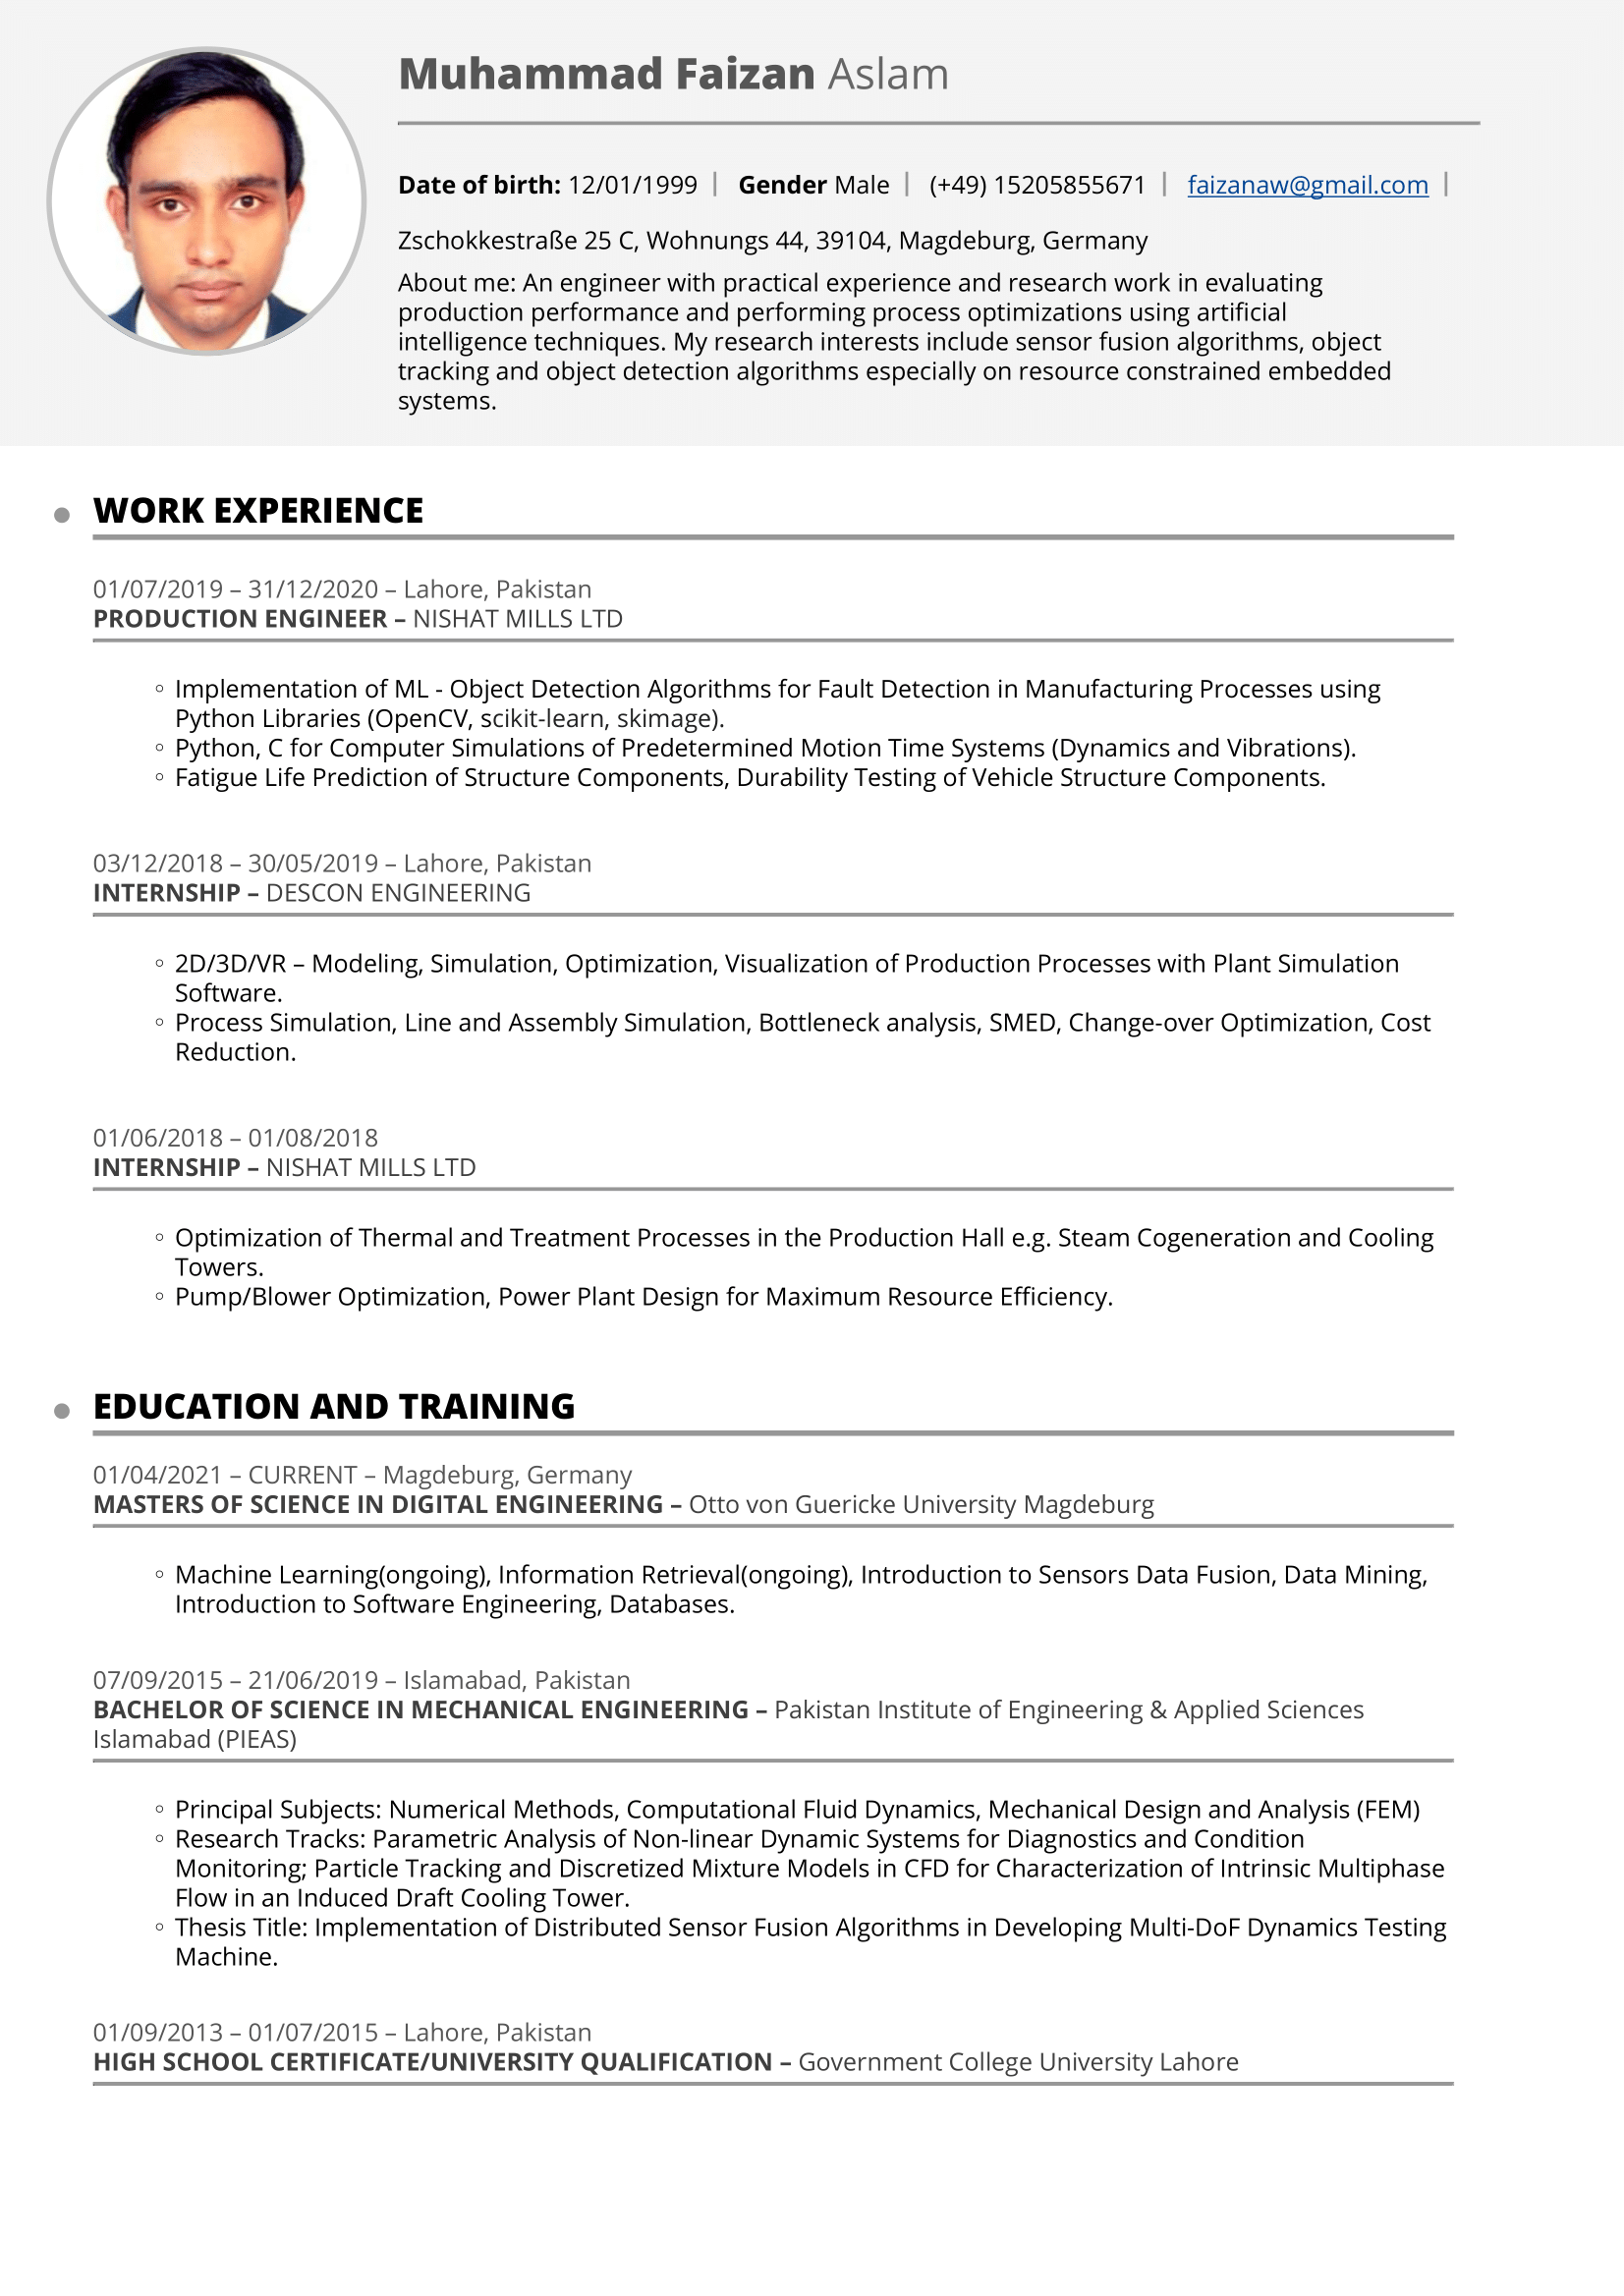 Muhammad Faizan Aslam
Date of birth: 12/01/1999 | Gender Male | (+49) 15205855671 | faizanaw@gmail.com |
Zschokkestraße 25 C, Wohnungs 44, 39104, Magdeburg, Germany
About me: An engineer with practical experience and research work in evaluating
production performance and performing process optimizations using artificial
intelligence techniques. My research interests include sensor fusion algorithms, object
tracking and object detection algorithms especially on resource constrained embedded
systems.
WORK EXPERIENCE
01/07/2019 – 31/12/2020 – Lahore, Pakistan
PRODUCTION ENGINEER – NISHAT MILLS LTD
◦ Implementation of ML - Object Detection Algorithms for Fault Detection in Manufacturing Processes using
Python Libraries (OpenCV, scikit-learn, skimage).
◦ Python, C for Computer Simulations of Predetermined Motion Time Systems (Dynamics and Vibrations).
◦ Fatigue Life Prediction of Structure Components, Durability Testing of Vehicle Structure Components.
03/12/2018 – 30/05/2019 – Lahore, Pakistan
INTERNSHIP – DESCON ENGINEERING
◦ 2D/3D/VR – Modeling, Simulation, Optimization, Visualization of Production Processes with Plant Simulation
Software.
◦ Process Simulation, Line and Assembly Simulation, Bottleneck analysis, SMED, Change-over Optimization, Cost
Reduction.
01/06/2018 – 01/08/2018
INTERNSHIP – NISHAT MILLS LTD
◦ Optimization of Thermal and Treatment Processes in the Production Hall e.g. Steam Cogeneration and Cooling
Towers.
◦ Pump/Blower Optimization, Power Plant Design for Maximum Resource Efficiency.
EDUCATION AND TRAINING
01/04/2021 – CURRENT – Magdeburg, Germany
MASTERS OF SCIENCE IN DIGITAL ENGINEERING – Otto von Guericke University Magdeburg
◦ Machine Learning(ongoing), Information Retrieval(ongoing), Introduction to Sensors Data Fusion, Data Mining,
Introduction to Software Engineering, Databases.
07/09/2015 – 21/06/2019 – Islamabad, Pakistan
BACHELOR OF SCIENCE IN MECHANICAL ENGINEERING – Pakistan Institute of Engineering & Applied Sciences
Islamabad (PIEAS)
◦ Principal Subjects: Numerical Methods, Computational Fluid Dynamics, Mechanical Design and Analysis (FEM)
◦ Research Tracks: Parametric Analysis of Non-linear Dynamic Systems for Diagnostics and Condition
Monitoring; Particle Tracking and Discretized Mixture Models in CFD for Characterization of Intrinsic Multiphase
Flow in an Induced Draft Cooling Tower.
◦ Thesis Title: Implementation of Distributed Sensor Fusion Algorithms in Developing Multi-DoF Dynamics Testing
Machine.
01/09/2013 – 01/07/2015 – Lahore, Pakistan
HIGH SCHOOL CERTIFICATE/UNIVERSITY QUALIFICATION – Government College University Lahore